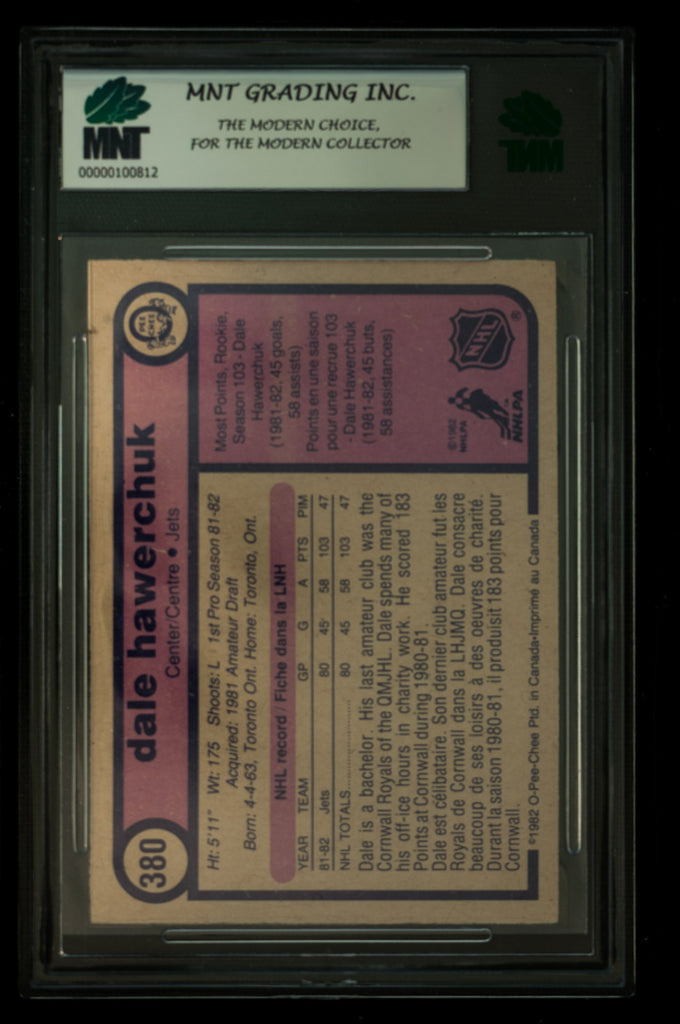 MNT GRADING INC.
THE MODERN CHOICE,
FOR THE MODERN COLLECTOR
MNT
00000100812
MNT
380
dale hawerchuk
Center/Centre • Jets
O PEE CHEE
Ht: 5'11" Wt: 175 Shoots: L 1st Pro Season 81-82
Acquired: 1981 Amateur Draft
Born: 4-4-63, Toronto Ont. Home: Toronto, Ont.
NHL record / Fiche dans la LNH
YEAR TEAM GP G A PTS PIM
81-82 Jets 80 45 58 103 47
NHL TOTALS.................... 80 45 58 103 47
Dale is a bachelor. His last amateur club was the
Cornwall Royals of the QMJHL. Dale spends many of
his off-ice hours in charity work. He scored 183
Points at Cornwall during 1980-81.
Dale est célibataire. Son dernier club amateur fut les
Royals de Cornwall dans la LHJMQ. Dale consacre
beaucoup de ses loisirs à des oeuvres de charité.
Durant la saison 1980-81, il produisit 183 points pour
Cornwall.
Most Points, Rookie,
Season 103 - Dale
Hawerchuk
(1981-82, 45 goals,
58 assists)
Points en une saison
pour une recrue 103
- Dale Hawerchuk
(1981-82, 45 buts,
58 assistances)
©1982
NHLPA
NHLPA
NHL ®
©1982 O-Pee-Chee Ptd. in Canada-Imprimé au Canada